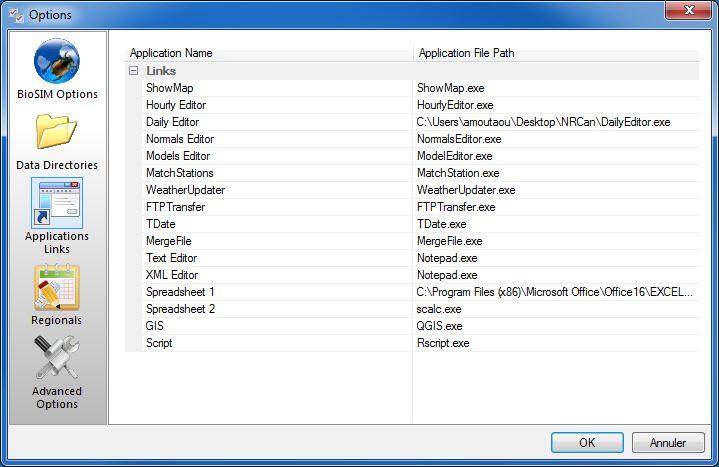 Options
BioSIM Options
Data Directories
Applications
Links
Regionals
Advanced
Options
Application Name Application File Path
Links
ShowMap ShowMap.exe
Hourly Editor HourlyEditor.exe
Daily Editor C:\Users\amoutaou\Desktop\NRCan\DailyEditor.exe
Normals Editor NormalsEditor.exe
Models Editor ModelEditor.exe
MatchStations MatchStation.exe
WeatherUpdater WeatherUpdater.exe
FTPTransfer FTPTransfer.exe
TDate TDate.exe
MergeFile MergeFile.exe
Text Editor Notepad.exe
XML Editor Notepad.exe
Spreadsheet 1 C:\Program Files (x86)\Microsoft Office\Office16\EXCEL...
Spreadsheet 2 scalc.exe
GIS QGIS.exe
Script Rscript.exe
OK Annuler